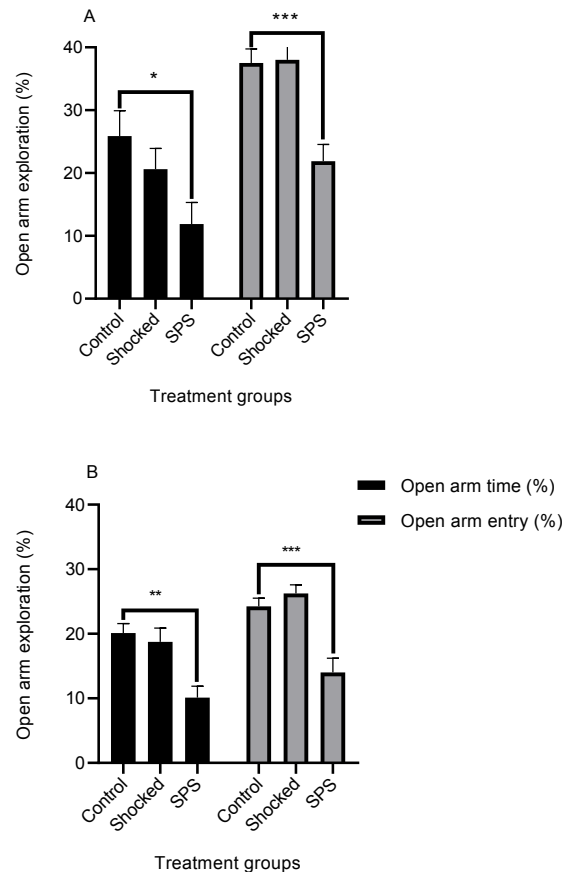 A
***
*
Open arm exploration (%)
40
30
20
10
0
Control
Shocked
SPS
Control
Shocked
SPS
Treatment groups
B
Open arm time (%)
Open arm entry (%)
***
**
Open arm exploration (%)
40
30
20
10
0
Control
Shocked
SPS
Control
Shocked
SPS
Treatment groups